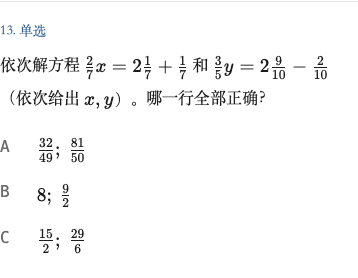 13. 单选
依次解方程 \frac{2}{7}x = 2\frac{1}{7} + \frac{1}{7} 和 \frac{3}{5}y = 2\frac{9}{10} − \frac{2}{10}
（依次给出 x, y）。哪一行全部正确？
A \frac{32}{49}; \frac{81}{50}
B 8; \frac{9}{2}
C \frac{15}{2}; \frac{29}{6}